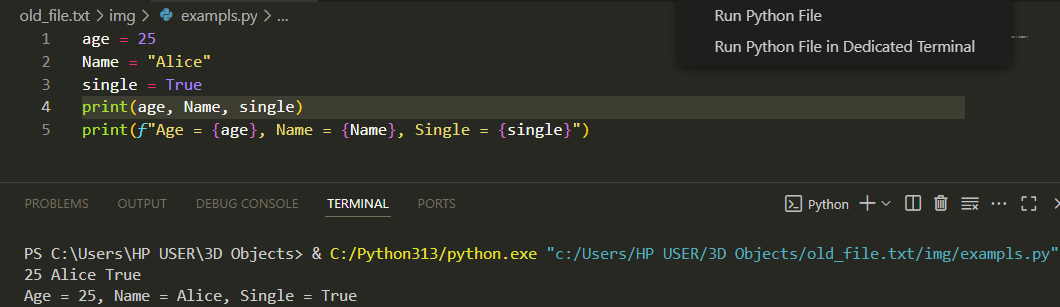 old_file.txt > img > exampls.py > ...
Run Python File
Run Python File in Dedicated Terminal
1 age = 25
2 Name = "Alice"
3 single = True
4 print(age, Name, single)
5 print(f"Age = {age}, Name = {Name}, Single = {single}")
PROBLEMS OUTPUT DEBUG CONSOLE TERMINAL PORTS Python
PS C:\Users\HP USER\3D Objects> & C:/Python313/python.exe "c:/Users/HP USER/3D Objects/old_file.txt/img/exampls.py"
25 Alice True
Age = 25, Name = Alice, Single = True